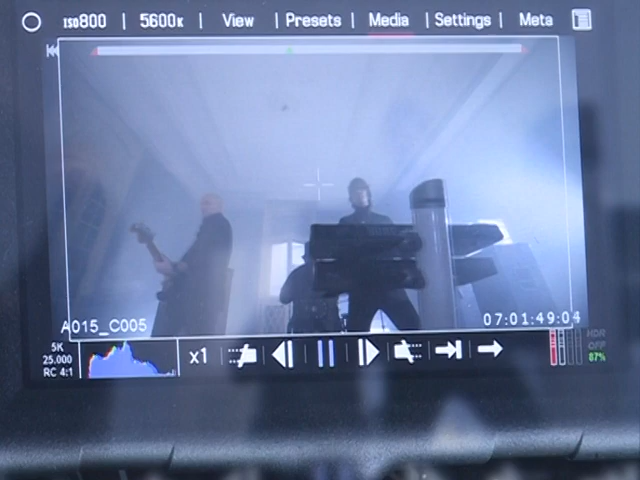 ISO800 | 5600K | View | Presets | Media | Settings | Meta
A015_C005
07:01:49:04
5K
25.000
RC 4:1
x1
HDR
OFF
87%